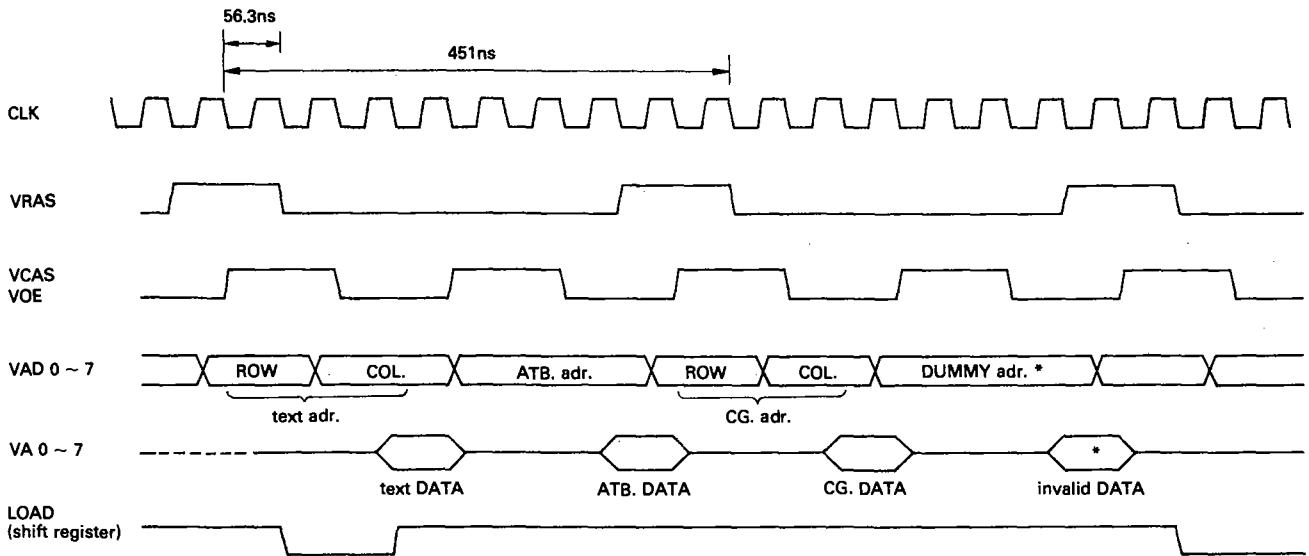 56.3ns
451ns
CLK
VRAS
VCAS
VOE
VAD 0 ~ 7
ROW
COL.
ATB. adr.
ROW
COL.
DUMMY adr. *
text adr.
CG. adr.
VA 0 ~ 7
*
text DATA
ATB. DATA
CG. DATA
invalid DATA
LOAD
(shift register)